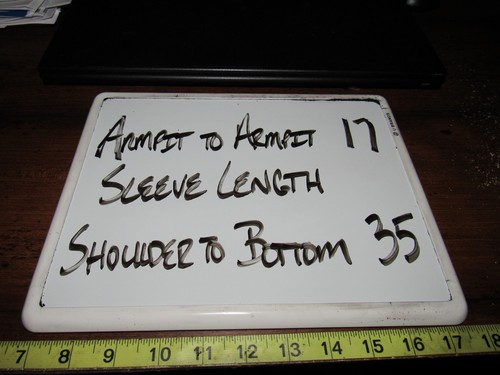 ARMPIT TO ARMPIT 17
SLEEVE LENGTH
SHOULDER TO BOTTOM 35
7 8 9 10 11 12 13 14 15 16 17 18